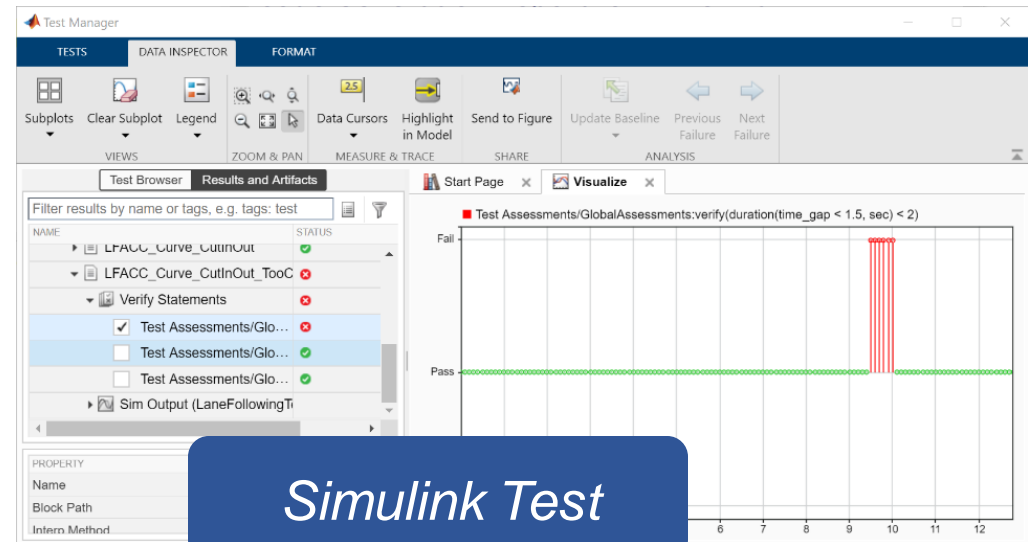 Test Manager
TESTS DATA INSPECTOR FORMAT
2.5
Subplots Clear Subplot Legend Data Cursors Highlight in Model Send to Figure Update Baseline Previous Failure Next Failure
VIEWS ZOOM & PAN MEASURE & TRACE SHARE ANALYSIS
Test Browser Results and Artifacts
Start Page Visualize
Filter results by name or tags, e.g. tags: test
NAME STATUS
LFACC_Curve_CutInOut
LFACC_Curve_CutInOut_TooC
Verify Statements
Test Assessments/Glo...
Test Assessments/Glo...
Test Assessments/Glo...
Sim Output (LaneFollowingT
PROPERTY
Name
Block Path
Interp Method
Test Assessments/GlobalAssessments:verify(duration(time_gap < 1.5, sec) < 2)
Fail
Pass
6 7 8 9 10 11 12
Simulink Test